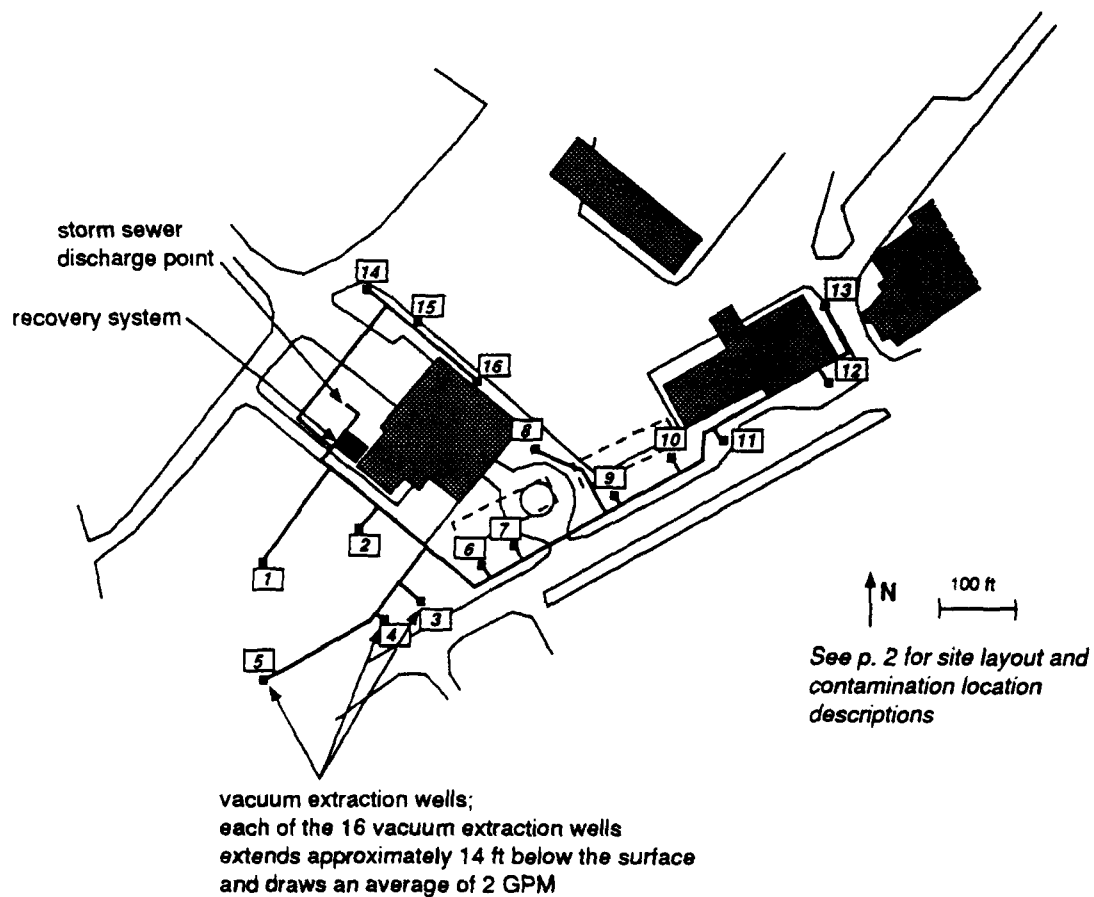 storm sewer
discharge point
recovery system
14
15
16
13
12
8
10
11
9
7
6
2
1
3
4
5
N
100 ft
See p. 2 for site layout and
contamination location
descriptions
vacuum extraction wells;
each of the 16 vacuum extraction wells
extends approximately 14 ft below the surface
and draws an average of 2 GPM